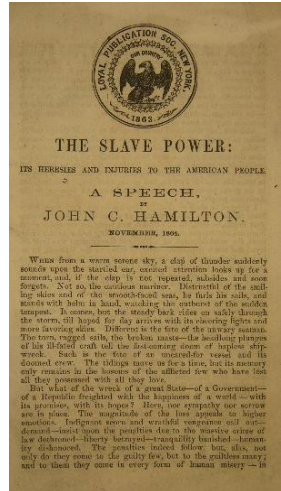 LOYAL PUBLICATION SOC. NEW YORK.
OUR COUNTRY
1863
THE SLAVE POWER:
ITS HERESIES AND INJURIES TO THE AMERICAN PEOPLE.
A SPEECH,
BY
JOHN C. HAMILTON.
NOVEMBER, 1864.
WHEN from a warm serene sky, a clap of thunder suddenly
sounds upon the startled ear, excited attention looks up for a
moment, and, if the clap is not repeated, subsides and soon
forgets. Not so, the cautious mariner. Distrustful of the smil-
ing skies and of the smooth-faced seas, he furls his sails, and
stands with helm in hand, watching the outburst of the sudden
tempest. It comes, but the steady bark rides on safely through
the storm, till hoped for day arrives with its cheering lights and
more favoring skies. Different is the fate of the unwary seaman.
The torn, ragged sails, the broken masts—the headlong plunges
of his ill-fated craft tell the fast-coming doom of hapless ship-
wreck. Such is the fate of an uncared-for vessel and its
doomed crew. The tidings move us for a time, but its memory
only remains in the bosoms of the afflicted few who have lost
all they possessed with all they love.
But what of the wreck of a great State—of a Government—
of a Republic freighted with the happiness of a world—with
its promises, with its hopes? Here, nor sympathy nor sorrow
are in place. The magnitude of the loss appeals to higher
emotions. Indignant scorn and wrathful vengeance call out—
demand—insist upon the penalties due to the massive crimes of
law dethroned—liberty betrayed—tranquillity banished—human-
ity dishonored. The penalties indeed follow; but, alas, not
only do they come to the guilty few, but to the guiltless many;
and to them they come in every form of human misery—in